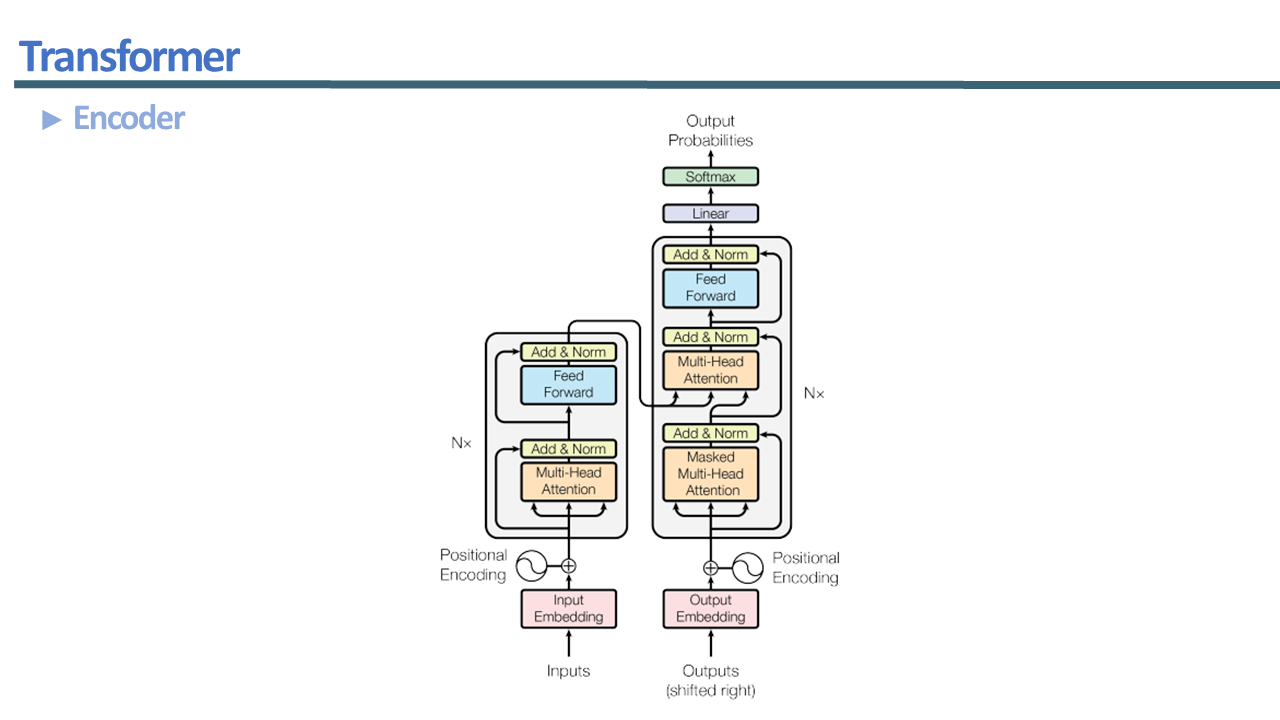 Transformer
► Encoder
Output
Probabilities
Softmax
Linear
Add & Norm
Feed
Forward
Add & Norm
Multi-Head
Attention
Nx
Add & Norm
Masked
Multi-Head
Attention
Add & Norm
Feed
Forward
Nx
Add & Norm
Multi-Head
Attention
Positional
Encoding
Positional
Encoding
Input
Embedding
Output
Embedding
Inputs
Outputs
(shifted right)